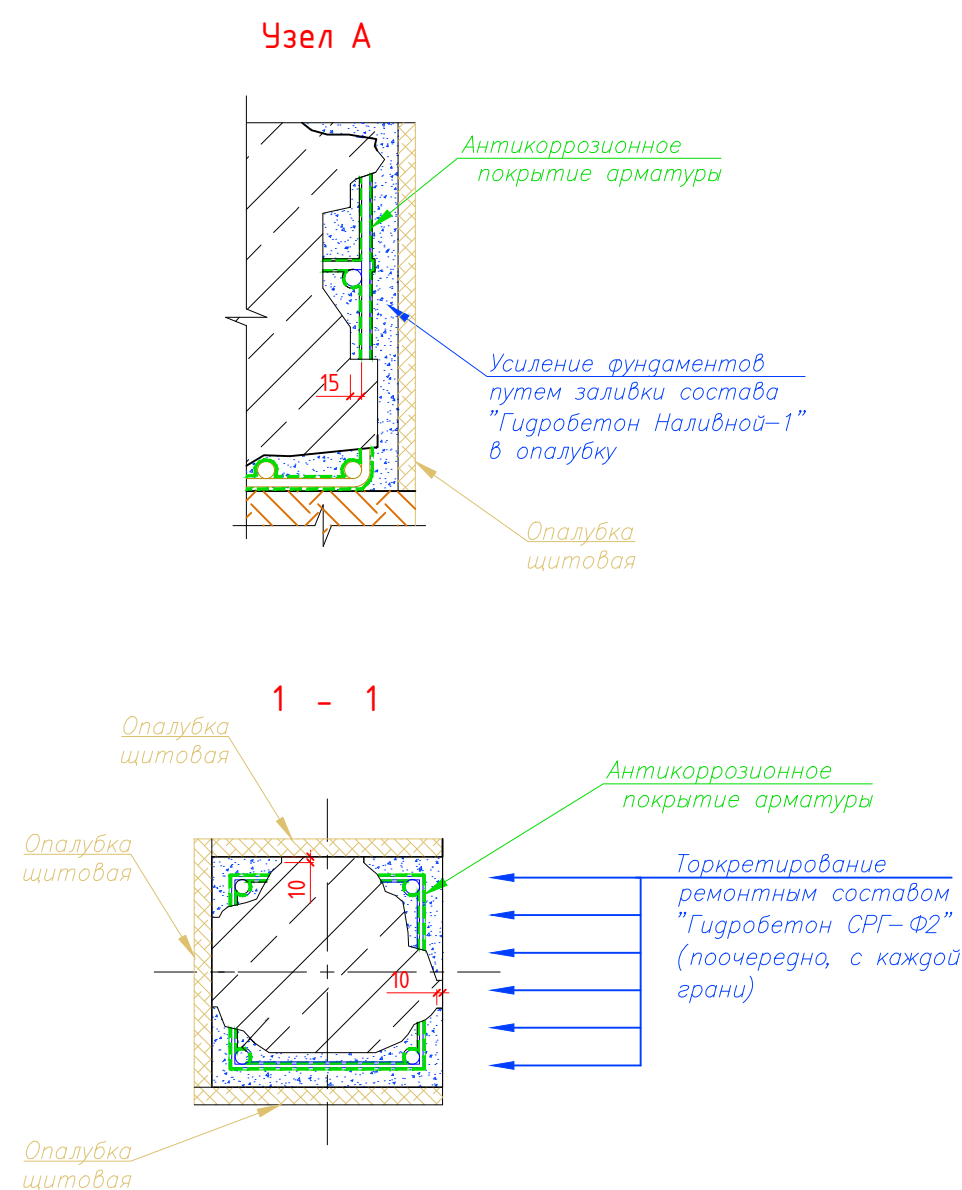 Узел А
Антикоррозионное
покрытие арматуры
15
Усиление фундаментов
путем заливки состава
"Гидробетон Наливной-1"
в опалубку
Опалубка
щитовая
1 - 1
Опалубка
щитовая
Антикоррозионное
покрытие арматуры
Опалубка
щитовая
10
Торкретирование
ремонтным составом
"Гидробетон СРГ-Ф2"
(поочередно, с каждой
грани)
10
Опалубка
щитовая